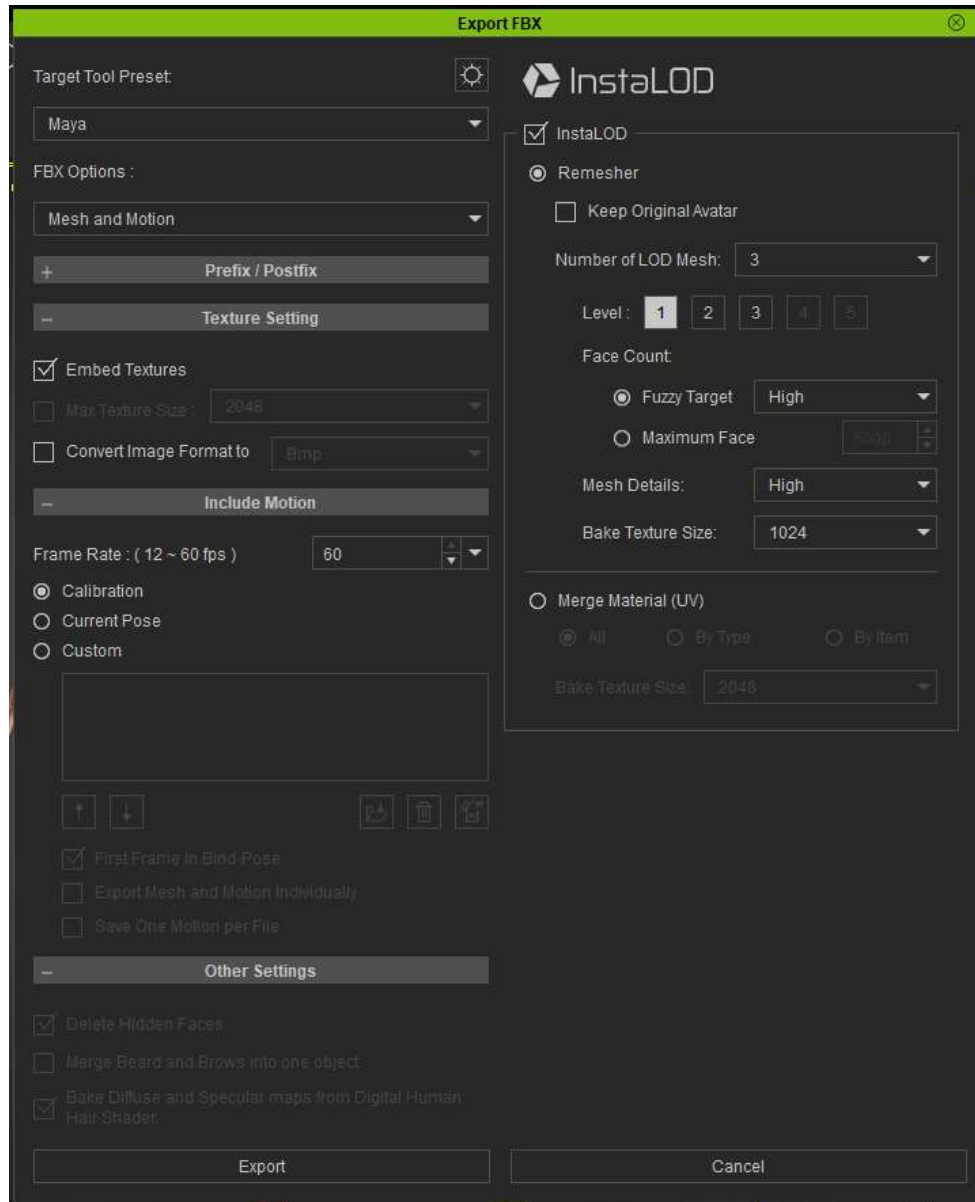 Export FBX
Target Tool Preset:
Maya
FBX Options :
Mesh and Motion
+ Prefix / Postfix
– Texture Setting
Embed Textures
Max Texture Size : 2048
Convert Image Format to Bmp
– Include Motion
Frame Rate : ( 12 ~ 60 fps ) 60
Calibration
Current Pose
Custom
First Frame in Bind-Pose
Export Mesh and Motion Individually
Save One Motion per File
– Other Settings
Delete Hidden Faces
Merge Beard and Brows into one object.
Bake Diffuse and Specular maps from Digital Human
Hair Shader.
Export
InstaLOD
InstaLOD
Remesher
Keep Original Avatar
Number of LOD Mesh: 3
Level : 1 2 3 4 5
Face Count:
Fuzzy Target High
Maximum Face
Mesh Details: High
Bake Texture Size: 1024
Merge Material (UV)
All By Type By Item
Bake Texture Size: 2048
Cancel